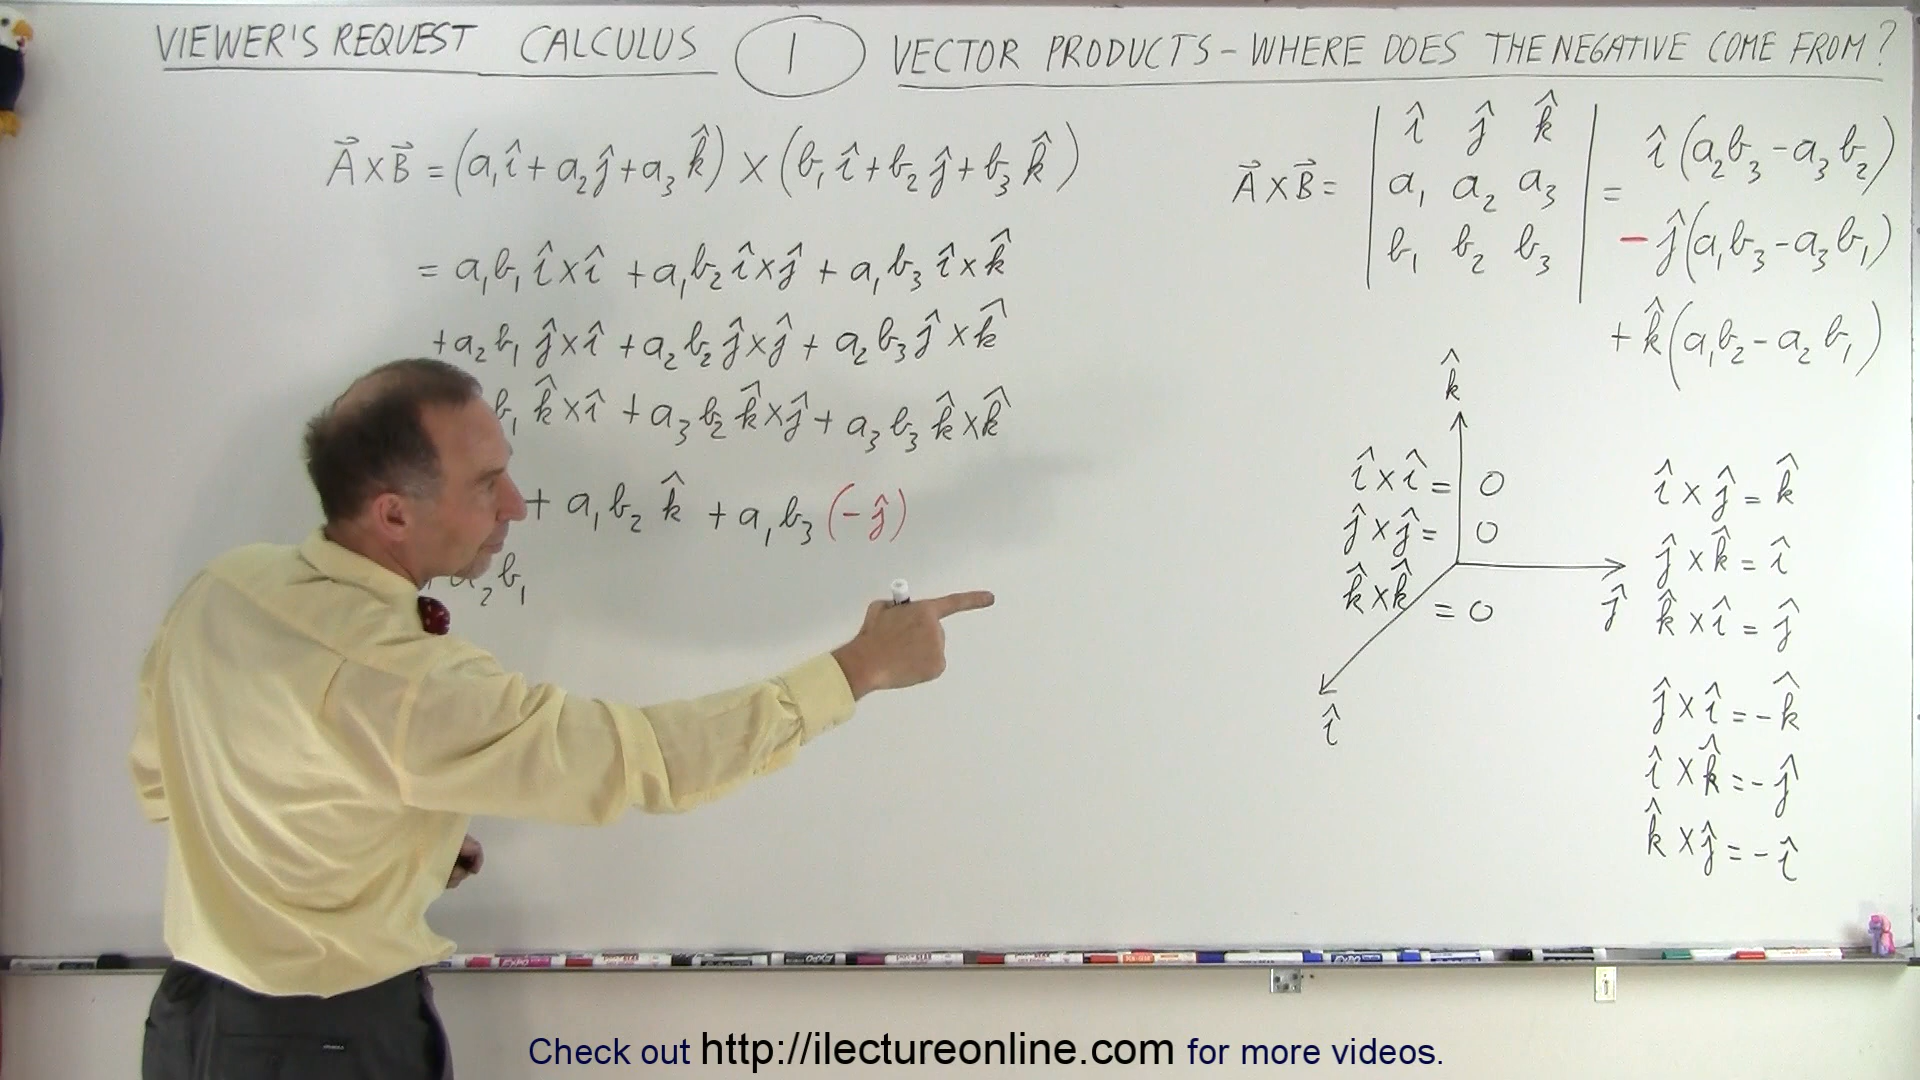 VIEWER'S REQUEST CALCULUS 1 VECTOR PRODUCTS - WHERE DOES THE NEGATIVE COME FROM?
A⃗ x B⃗ = (a₁î + a₂ĵ + a₃k̂) x (b₁î + b₂ĵ + b₃k̂)
= a₁b₁ î x î + a₁b₂ î x ĵ + a₁b₃ î x k̂
+ a₂b₁ ĵ x î + a₂b₂ ĵ x ĵ + a₂b₃ ĵ x k̂
b₁ k̂ x î + a₃b₂ k̂ x ĵ + a₃b₃ k̂ x k̂
+ a₁b₂ k̂ + a₁b₃ (-ĵ)
a₂b₁
A⃗ x B⃗ = | î ĵ k̂ | = î (a₂b₃ - a₃b₂)
| a₁ a₂ a₃ | - ĵ (a₁b₃ - a₃b₁)
| b₁ b₂ b₃ | + k̂ (a₁b₂ - a₂b₁)
k̂
î x î = 0
ĵ x ĵ = 0
k̂ x k̂ = 0
ĵ
î
î x ĵ = k̂
ĵ x k̂ = î
k̂ x î = ĵ
ĵ x î = -k̂
î x k̂ = -ĵ
k̂ x ĵ = -î
Check out http://ilectureonline.com for more videos.